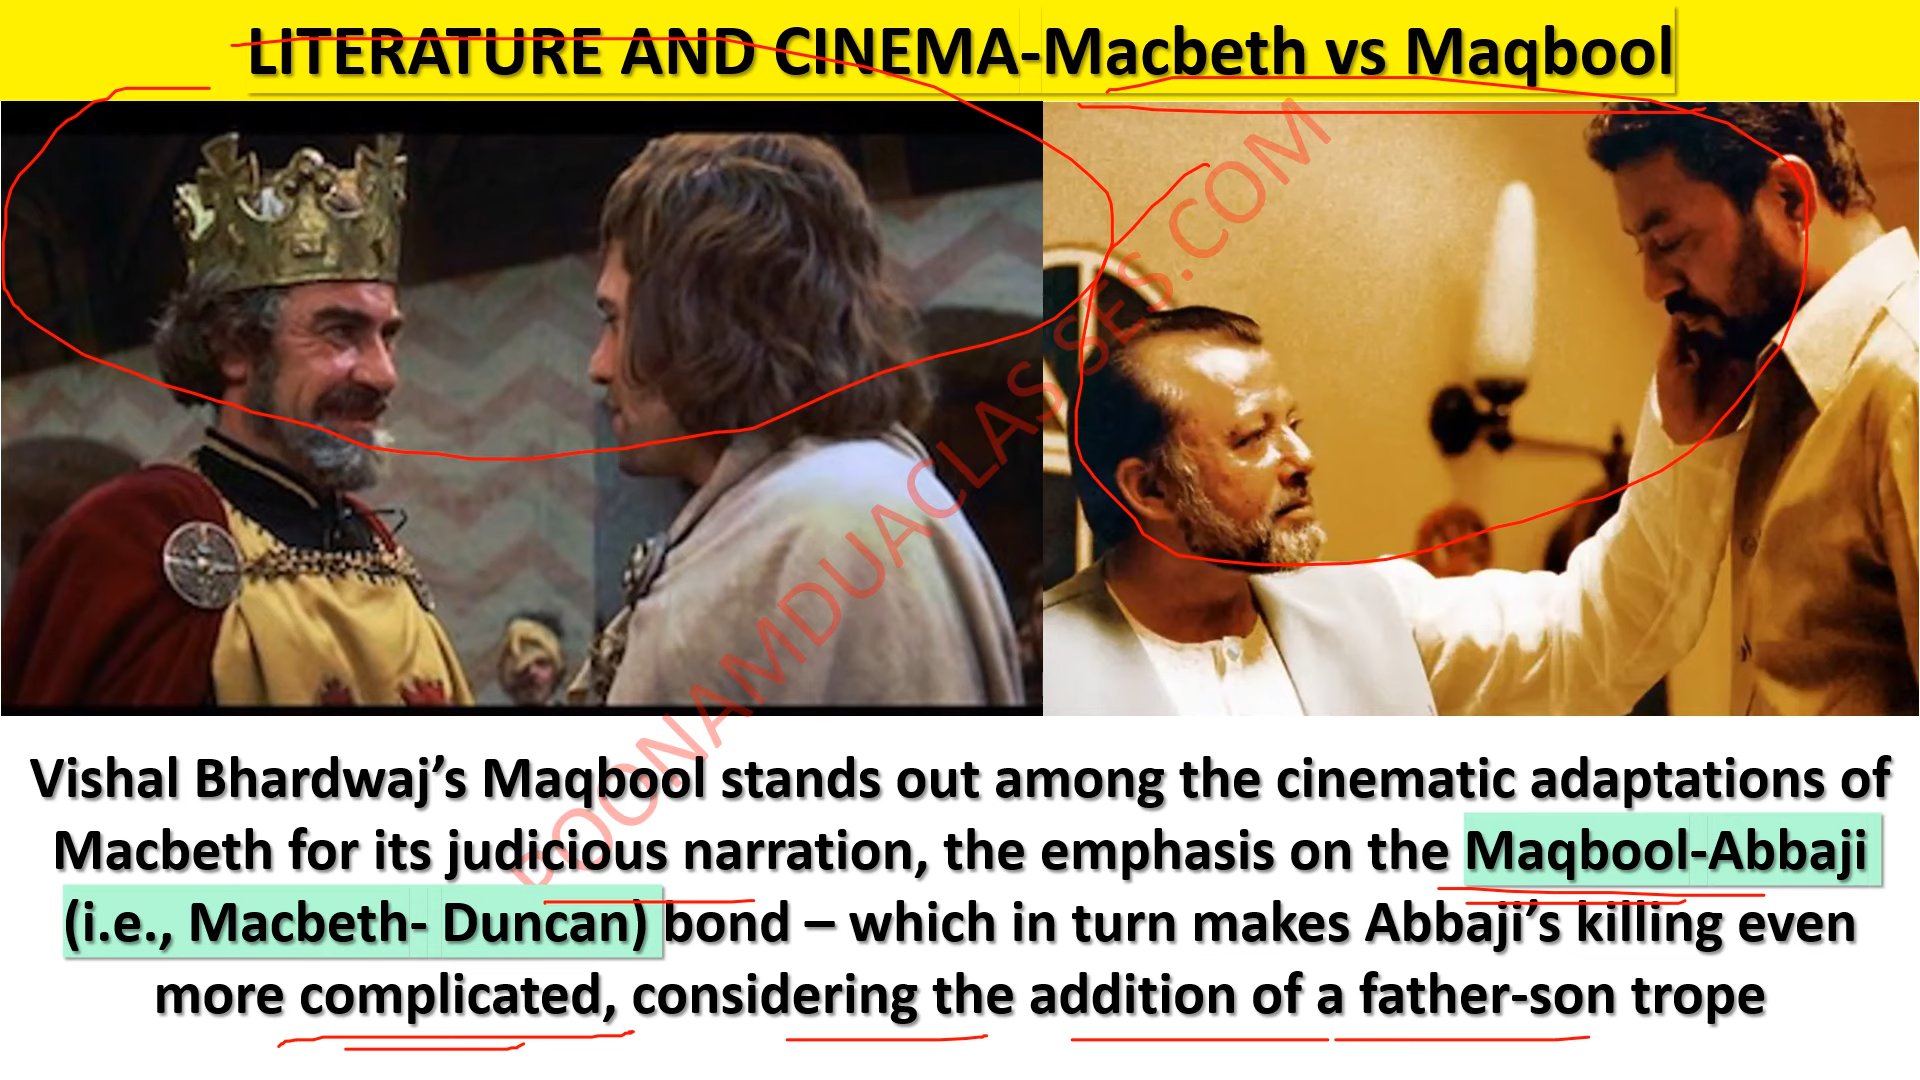 LITERATURE AND CINEMA-Macbeth vs Maqbool
POONAMDUACLASSES.COM
Vishal Bhardwaj’s Maqbool stands out among the cinematic adaptations of
Macbeth for its judicious narration, the emphasis on the Maqbool-Abbaji
(i.e., Macbeth- Duncan) bond – which in turn makes Abbaji’s killing even
more complicated, considering the addition of a father-son trope